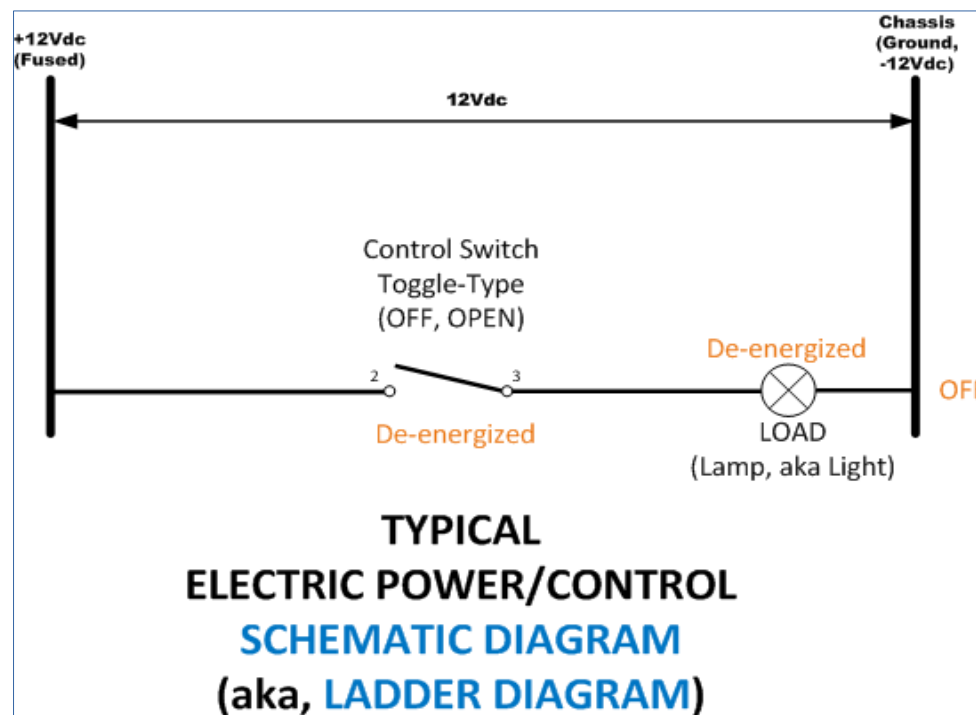 +12Vdc
(Fused)
Chassis
(Ground,
-12Vdc)
12Vdc
Control Switch
Toggle-Type
(OFF, OPEN)
De-energized
2
3
OFF
De-energized
LOAD
(Lamp, aka Light)
TYPICAL
ELECTRIC POWER/CONTROL
SCHEMATIC DIAGRAM
(aka, LADDER DIAGRAM)